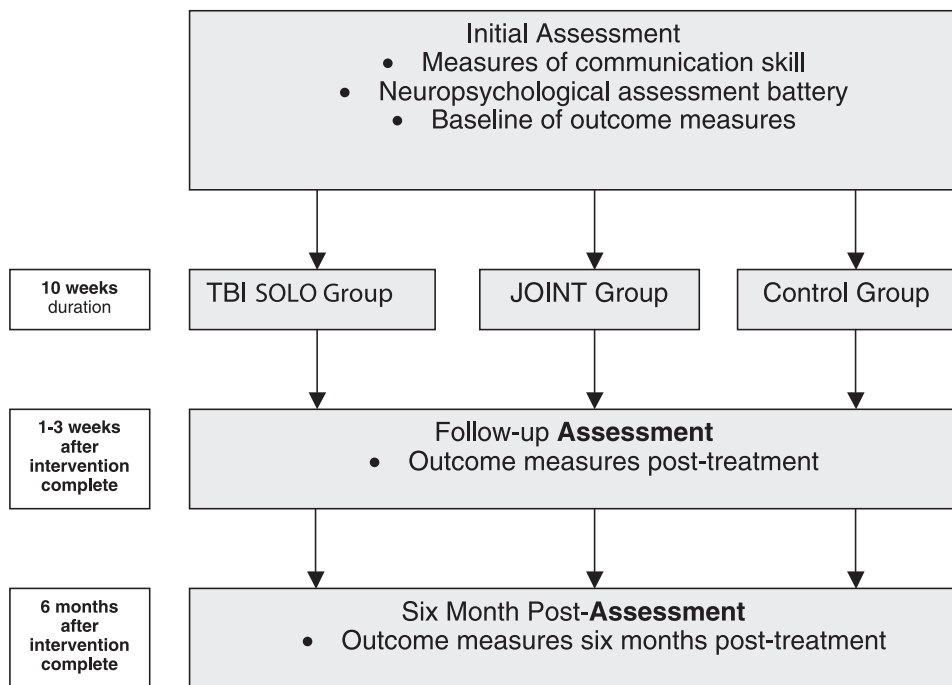 Initial Assessment
• Measures of communication skill
• Neuropsychological assessment battery
• Baseline of outcome measures
10 weeks
duration
TBI SOLO Group
JOINT Group
Control Group
1-3 weeks
after
intervention
complete
Follow-up Assessment
• Outcome measures post-treatment
6 months
after
intervention
complete
Six Month Post-Assessment
• Outcome measures six months post-treatment